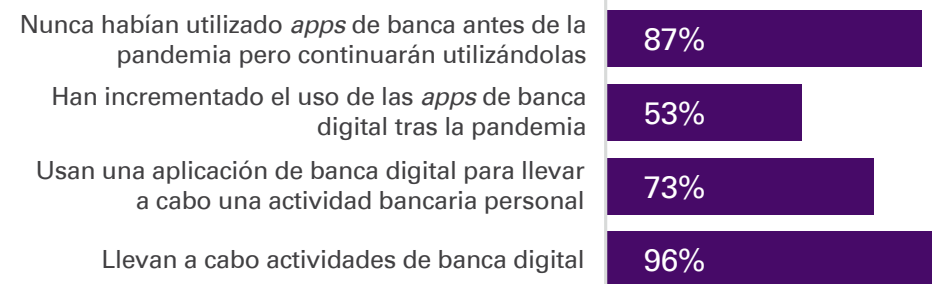 Nunca habían utilizado apps de banca antes de la
pandemia pero continuarán utilizándolas
87%
Han incrementado el uso de las apps de banca
digital tras la pandemia
53%
Usan una aplicación de banca digital para llevar
a cabo una actividad bancaria personal
73%
Llevan a cabo actividades de banca digital
96%